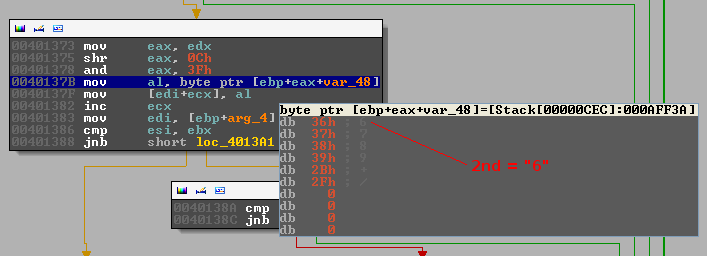 00401373 mov eax, edx
00401375 shr eax, 0Ch
00401378 and eax, 3Fh
0040137B mov al, byte ptr [ebp+eax+var_48]
0040137F mov [edi+ecx], al
00401382 inc ecx
00401383 mov edi, [ebp+arg_4]
00401386 cmp esi, ebx
00401388 jnb short loc_4013A1
byte ptr [ebp+eax+var_48]=[Stack[00000CEC]:000AFF3A]
db 36h ; 6
db 37h ; 7
db 38h ; 8
db 39h ; 9
db 2Bh ; +
db 2Fh ; /
db 0
db 0
db 0
db 0
2nd = "6"
0040138A cmp
0040138C jnb